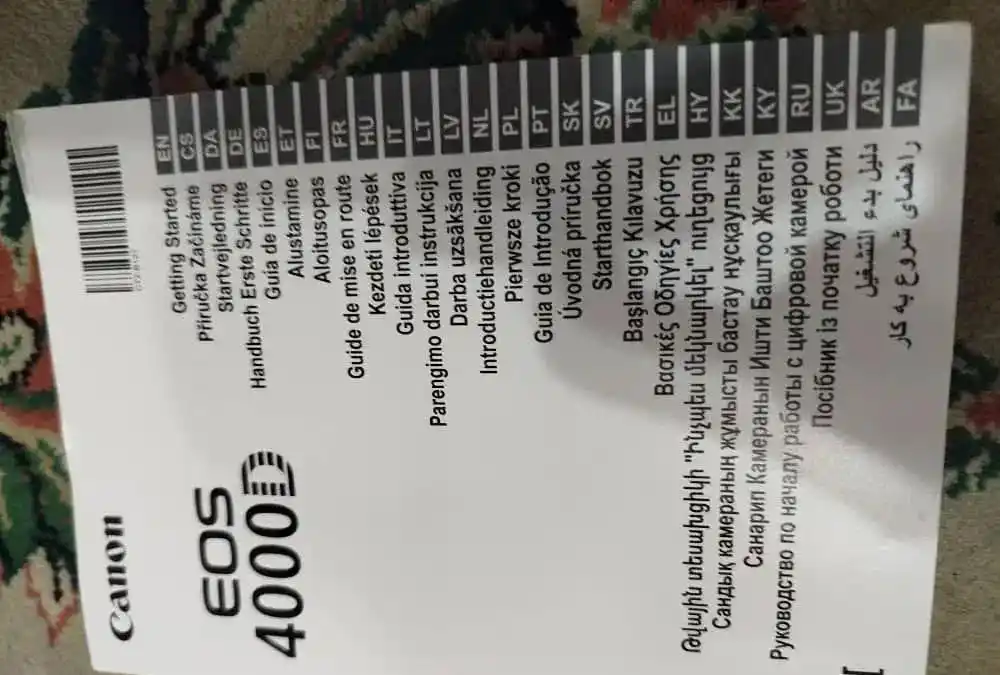 Canon
EOS
4000D
Getting Started EN
Příručka Začínáme CS
Startvejledning DA
Handbuch Erste Schritte DE
Guía de inicio ES
Alustamine ET
Aloitusopas FI
Guide de mise en route FR
Kezdeti lépések HU
Guida introduttiva IT
Parengimo darbui instrukcija LT
Darba uzsākšana LV
Introductiehandleiding NL
Pierwsze kroki PL
Guia de Introdução PT
Úvodná príručka SK
Starthandbok SV
Başlangıç Kılavuzu TR
Βασικές Οδηγίες Χρήσης EL
Թվային տեսախցիկի "Ինչպես մեկնարկել" ուղեցույց HY
Сандық камераның жұмысты бастау нұсқаулығы KK
Санарип Камеранын Ишти Баштоо Жетеги KY
Руководство по началу работы с цифровой камерой RU
Посібник із початку роботи UK
دليل بدء التشغيل AR
راهنمای شروع به کار FA